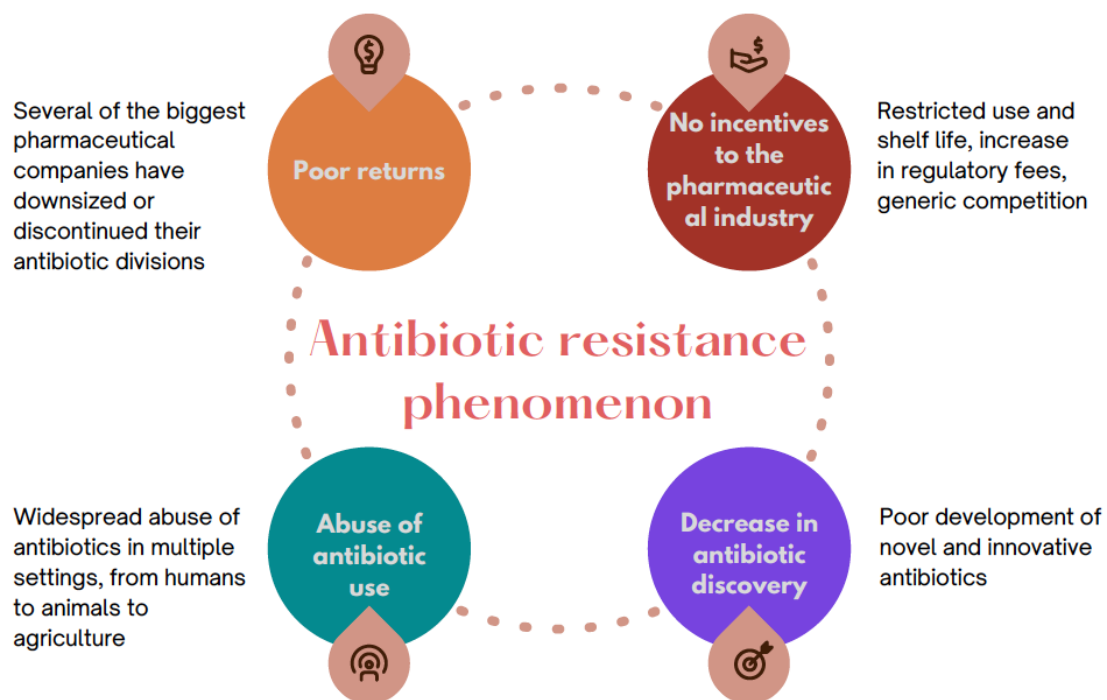 Several of the biggest
pharmaceutical
companies have
downsized or
discontinued their
antibiotic divisions
Poor returns
No incentives
to the
pharmaceutic
al industry
Restricted use and
shelf life, increase
in regulatory fees,
generic competition
Antibiotic resistance
phenomenon
Widespread abuse of
antibiotics in multiple
settings, from humans
to animals to
agriculture
Abuse of
antibiotic
use
Decrease in
antibiotic
discovery
Poor development of
novel and innovative
antibiotics